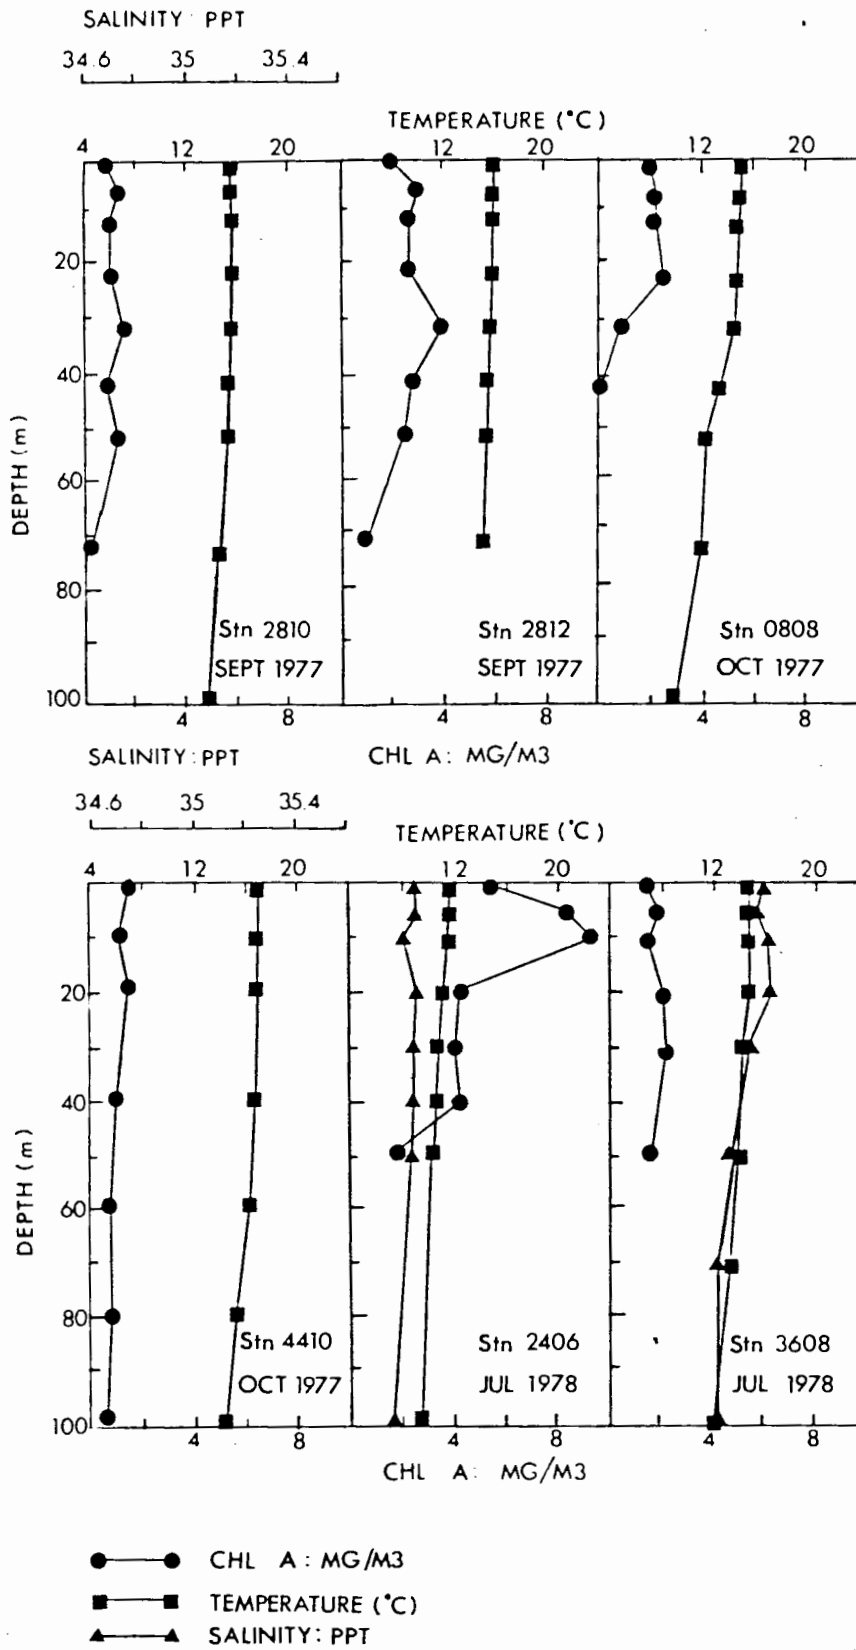 SALINITY: PPT
34.6 35 35.4
TEMPERATURE (°C)
4 12 20 12 20 12 20
20
40
60
80
100
DEPTH (m)
Stn 2810 Stn 2812 Stn 0808
SEPT 1977 SEPT 1977 OCT 1977
4 8 4 8 4 8
SALINITY: PPT CHL A: MG/M3
34.6 35 35.4
TEMPERATURE (°C)
4 12 20 12 20 12 20
20
40
60
80
100
DEPTH (m)
Stn 4410 Stn 2406 Stn 3608
OCT 1977 JUL 1978 JUL 1978
4 8 4 8 4 8
CHL A: MG/M3
CHL A: MG/M3
TEMPERATURE (°C)
SALINITY: PPT